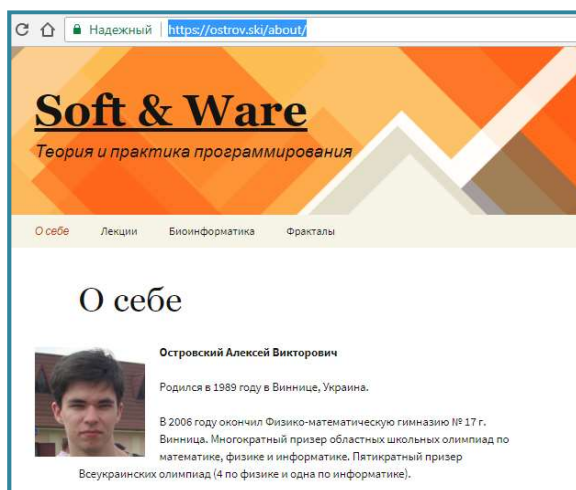 Надежный https://ostrov.ski/about/
Soft & Ware
Теория и практика программирования
О себе Лекции Биоинформатика Фракталы
О себе
Островский Алексей Викторович
Родился в 1989 году в Виннице, Украина.
В 2006 году окончил Физико-математическую гимназию № 17 г.
Винница. Многократный призер областных школьных олимпиад по
математике, физике и информатике. Пятикратный призер
Всеукраинских олимпиад (4 по физике и одна по информатике).